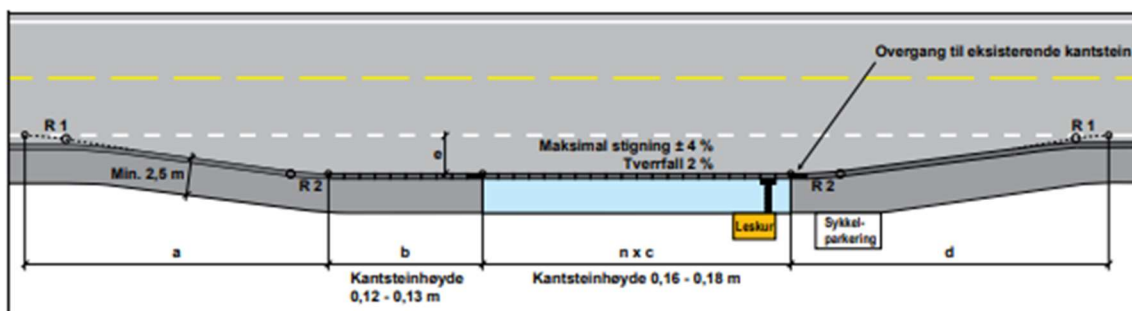 Overgang til eksisterende kantstein
R 1
R 1
e
Maksimal stigning ± 4 %
Tverrfall 2 %
Min. 2,5 m
R 2
R 2
Leskur
Sykkel-
parkering
a
b
n x c
d
Kantsteinhøyde
0,12 - 0,13 m
Kantsteinhøyde 0,16 - 0,18 m